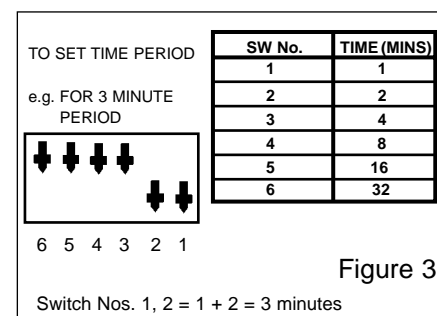 TO SET TIME PERIOD
e.g. FOR 3 MINUTE
PERIOD
6 5 4 3 2 1
SW No. TIME (MINS)
1 1
2 2
3 4
4 8
5 16
6 32
Figure 3
Switch Nos. 1, 2 = 1 + 2 = 3 minutes